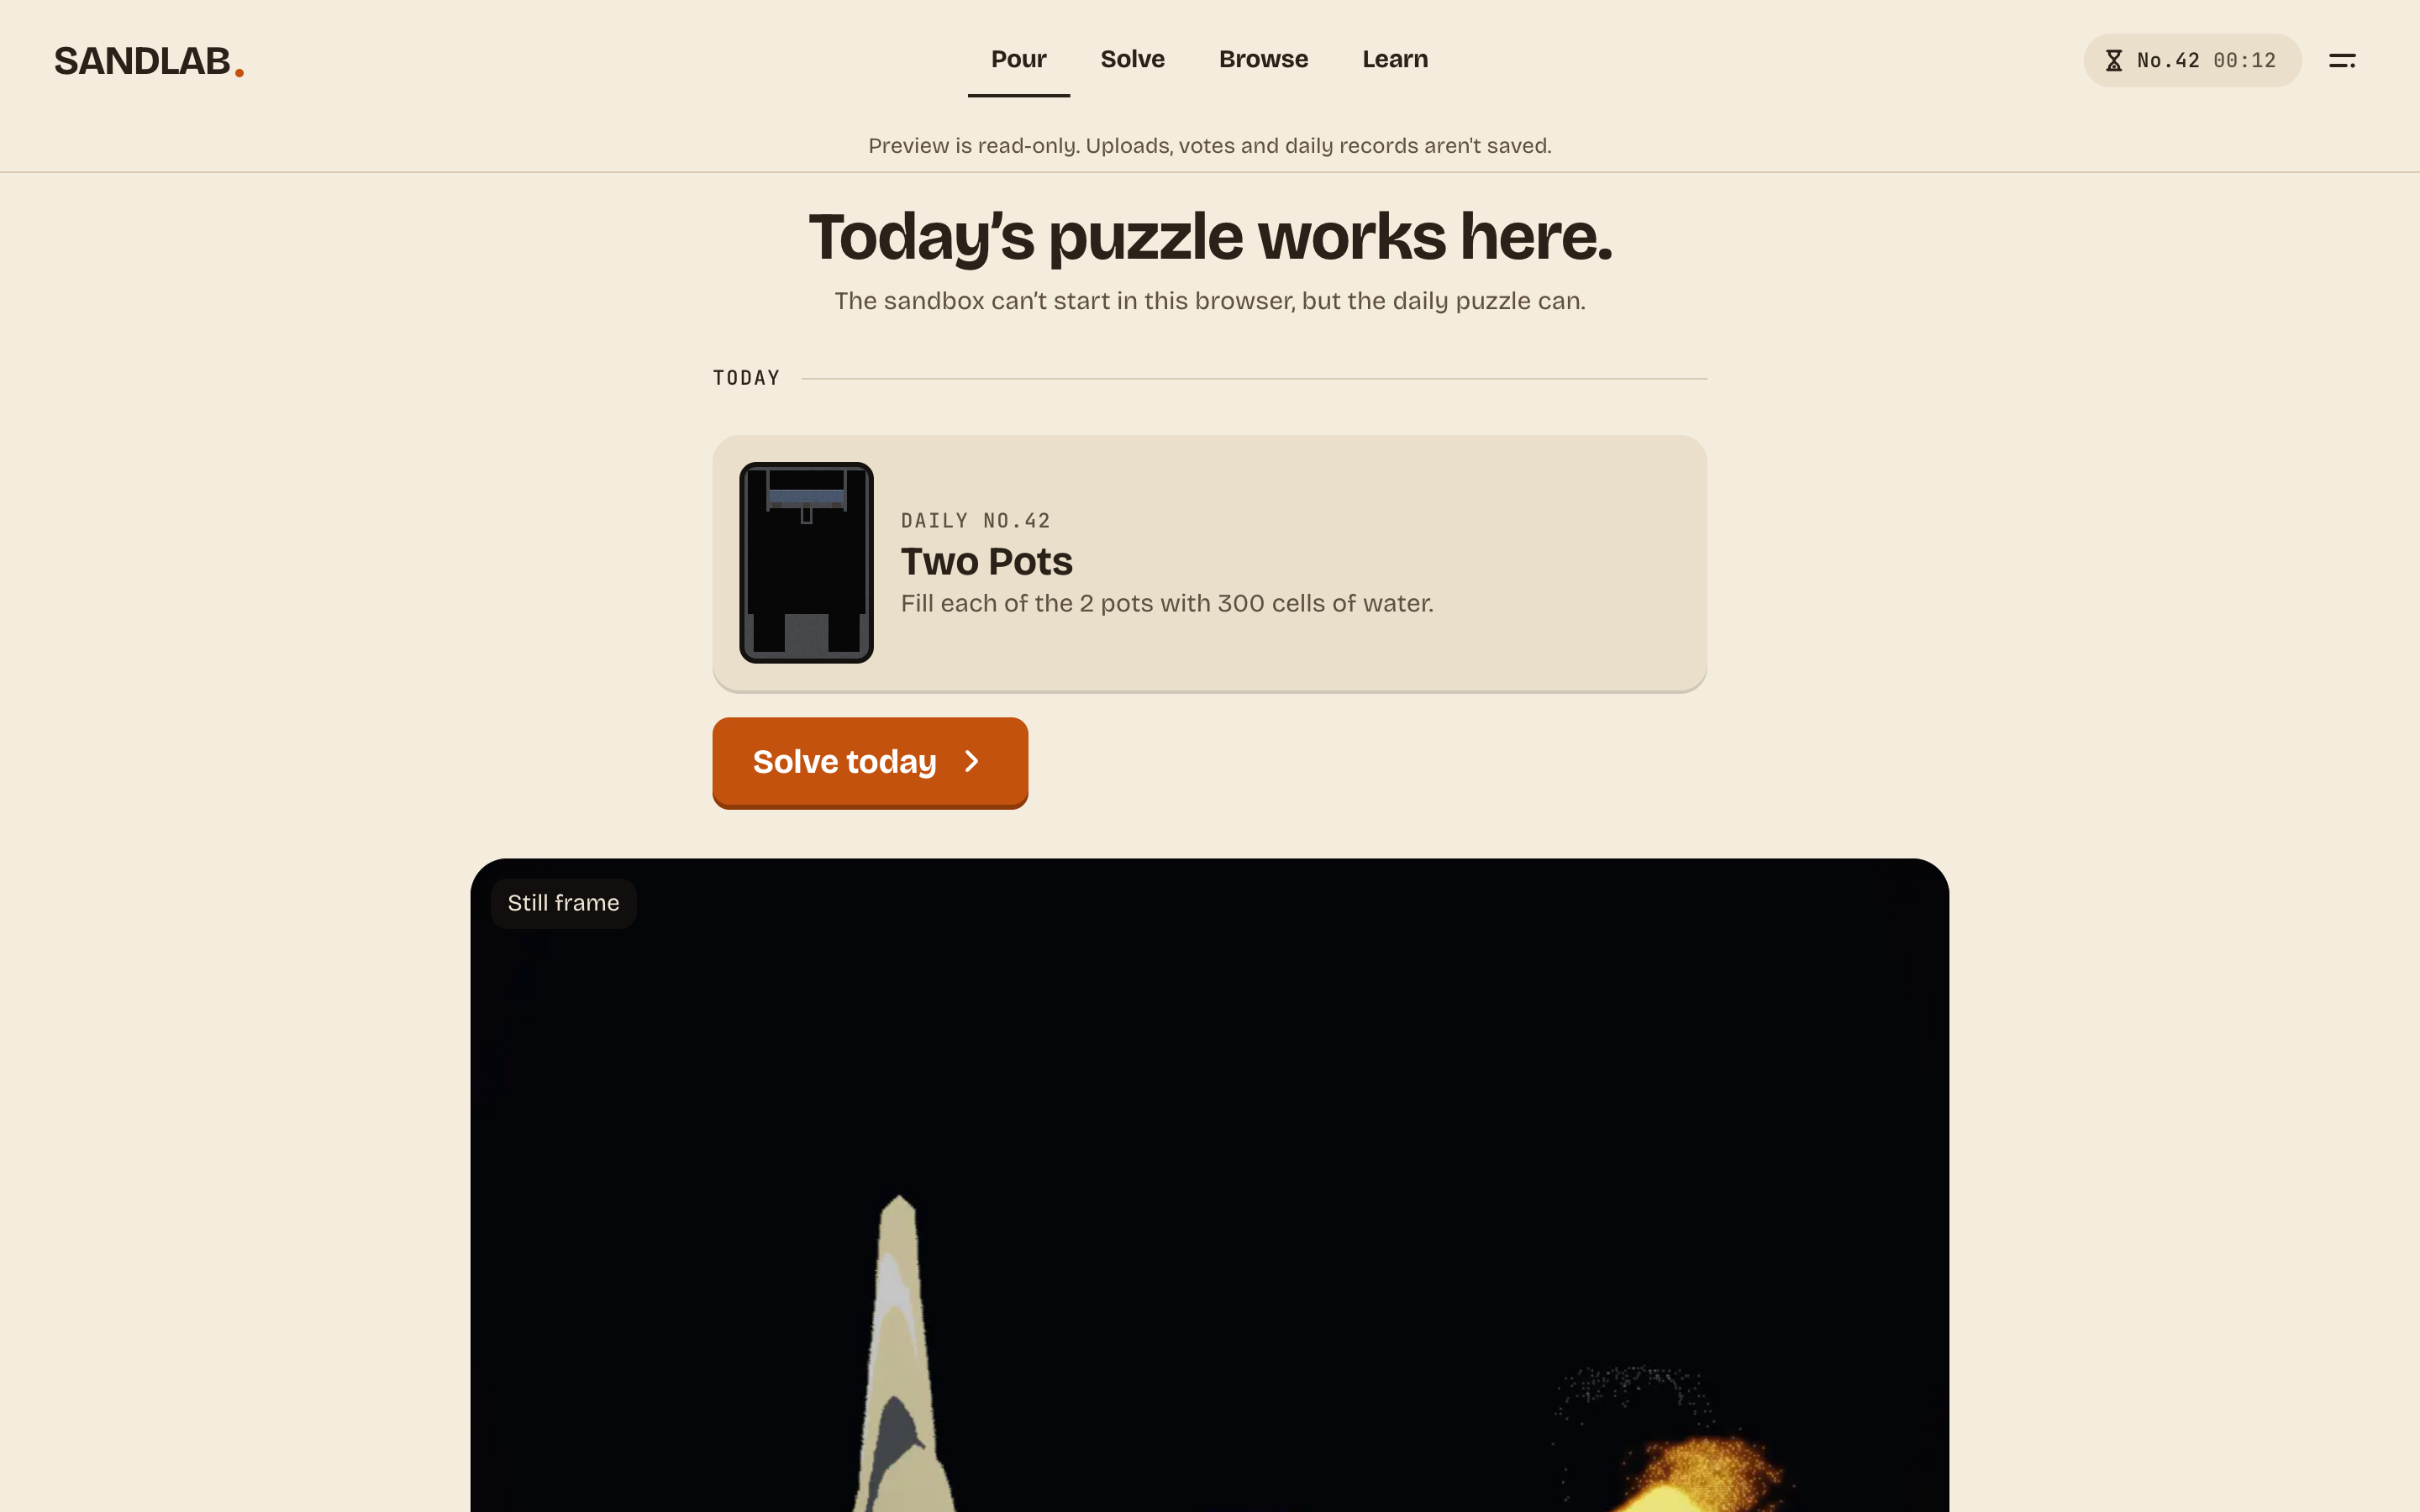 SANDLAB.
Pour Solve Browse Learn
No.42 00:12
Preview is read-only. Uploads, votes and daily records aren't saved.
Today’s puzzle works here.
The sandbox can’t start in this browser, but the daily puzzle can.
TODAY
DAILY NO.42
Two Pots
Fill each of the 2 pots with 300 cells of water.
Solve today
Still frame